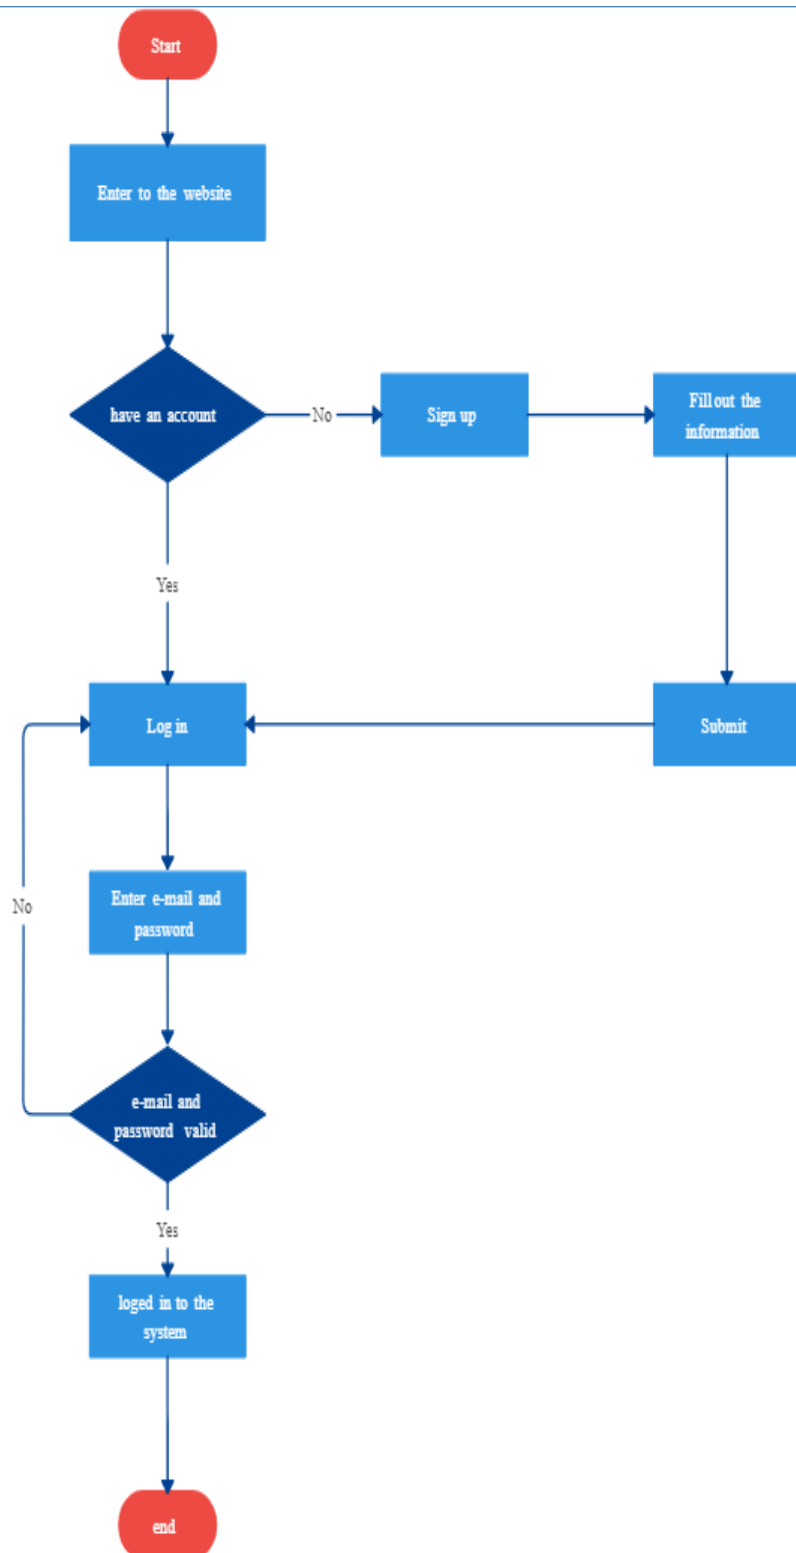 Start
Enter to the website
have an account
No
Sign up
Fill out the
information
Yes
Log in
Submit
No
Enter e-mail and
password
e-mail and
password valid
Yes
loged in to the
system
end